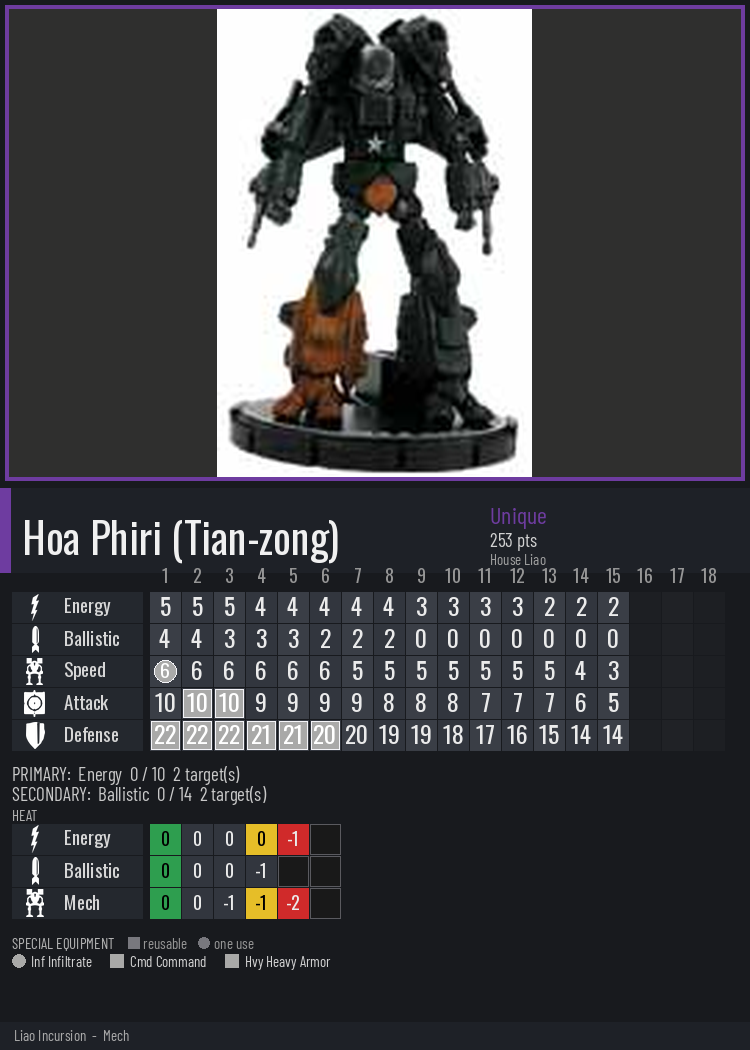 Hoa Phiri (Tian-zong)
Unique
253 pts
House Liao
1 2 3 4 5 6 7 8 9 10 11 12 13 14 15 16 17 18
Energy 5 5 5 4 4 4 4 4 3 3 3 3 2 2 2
Ballistic 4 4 3 3 3 2 2 2 0 0 0 0 0 0 0
Speed 6 6 6 6 6 6 5 5 5 5 5 5 5 4 3
Attack 10 10 10 9 9 9 9 8 8 8 7 7 7 6 5
Defense 22 22 22 21 21 20 20 19 19 18 17 16 15 14 14
PRIMARY: Energy 0 / 10 2 target(s)
SECONDARY: Ballistic 0 / 14 2 target(s)
HEAT
Energy 0 0 0 0 -1
Ballistic 0 0 0 -1
Mech 0 0 -1 -1 -2
SPECIAL EQUIPMENT reusable one use
Inf Infiltrate Cmd Command Hvy Heavy Armor
Liao Incursion - Mech